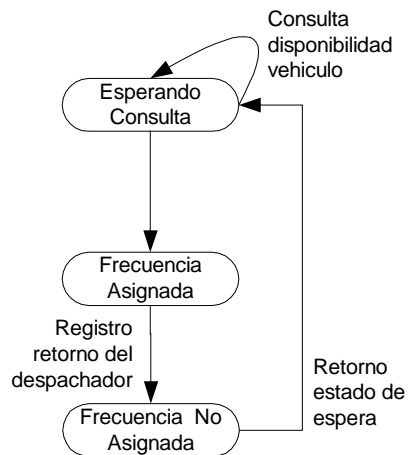 Consulta
disponibilidad
vehiculo
Esperando
Consulta
Frecuencia
Asignada
Registro
retorno del
despachador
Retorno
estado de
espera
Frecuencia No
Asignada